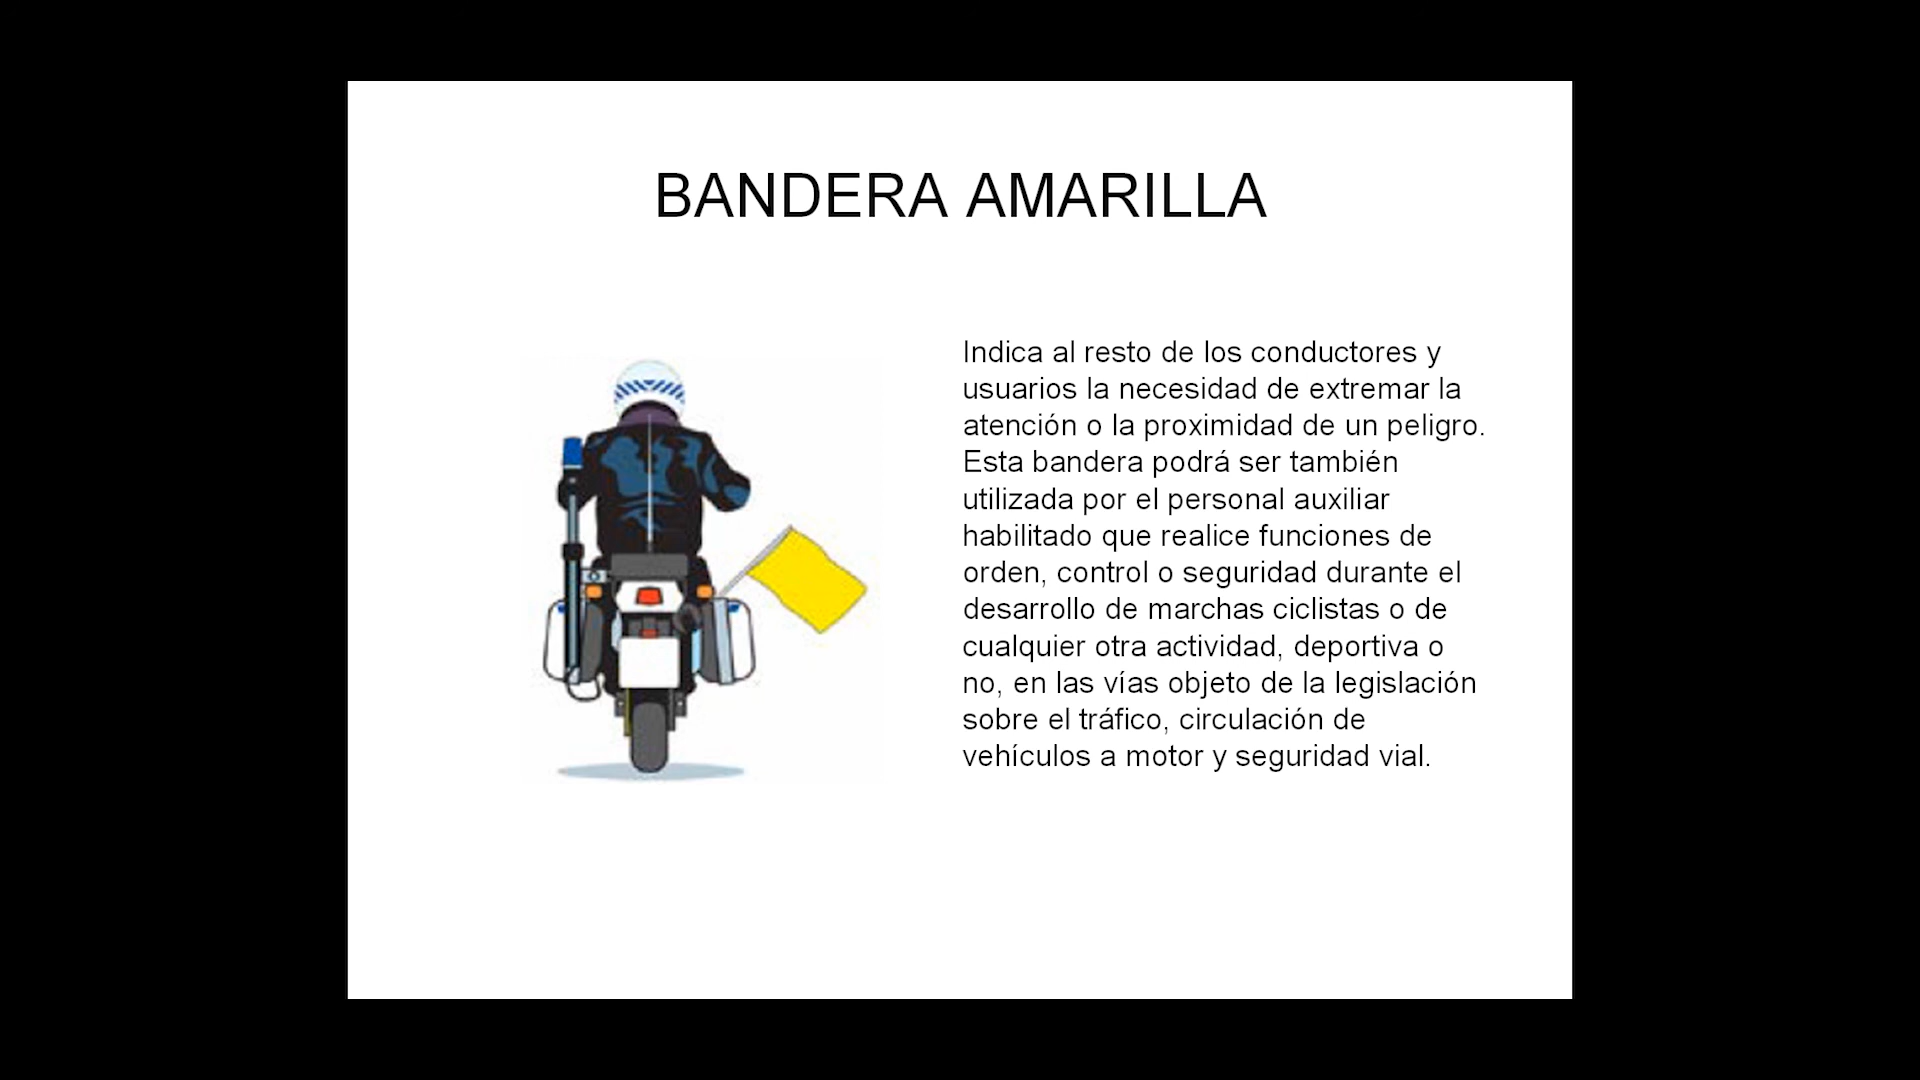 BANDERA AMARILLA
Indica al resto de los conductores y
usuarios la necesidad de extremar la
atención o la proximidad de un peligro.
Esta bandera podrá ser también
utilizada por el personal auxiliar
habilitado que realice funciones de
orden, control o seguridad durante el
desarrollo de marchas ciclistas o de
cualquier otra actividad, deportiva o
no, en las vías objeto de la legislación
sobre el tráfico, circulación de
vehículos a motor y seguridad vial.